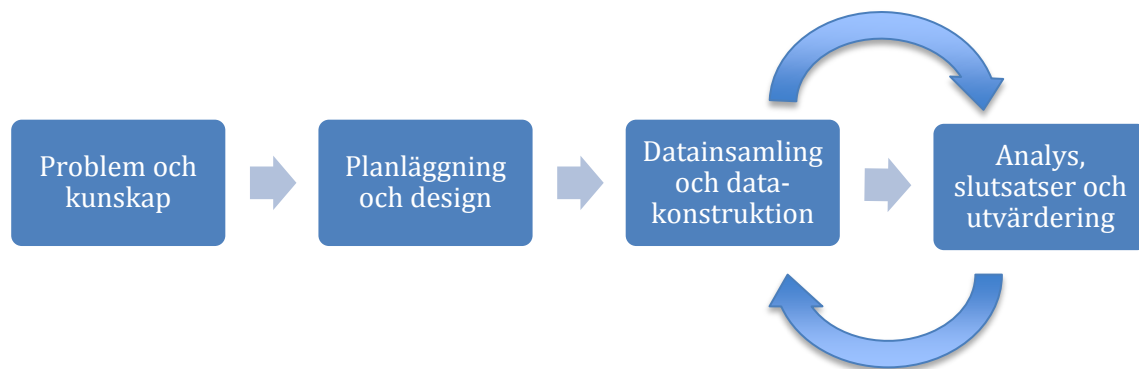 Problem och
kunskap
Planläggning
och design
Datainsamling
och data-
konstruktion
Analys,
slutsatser och
utvärdering